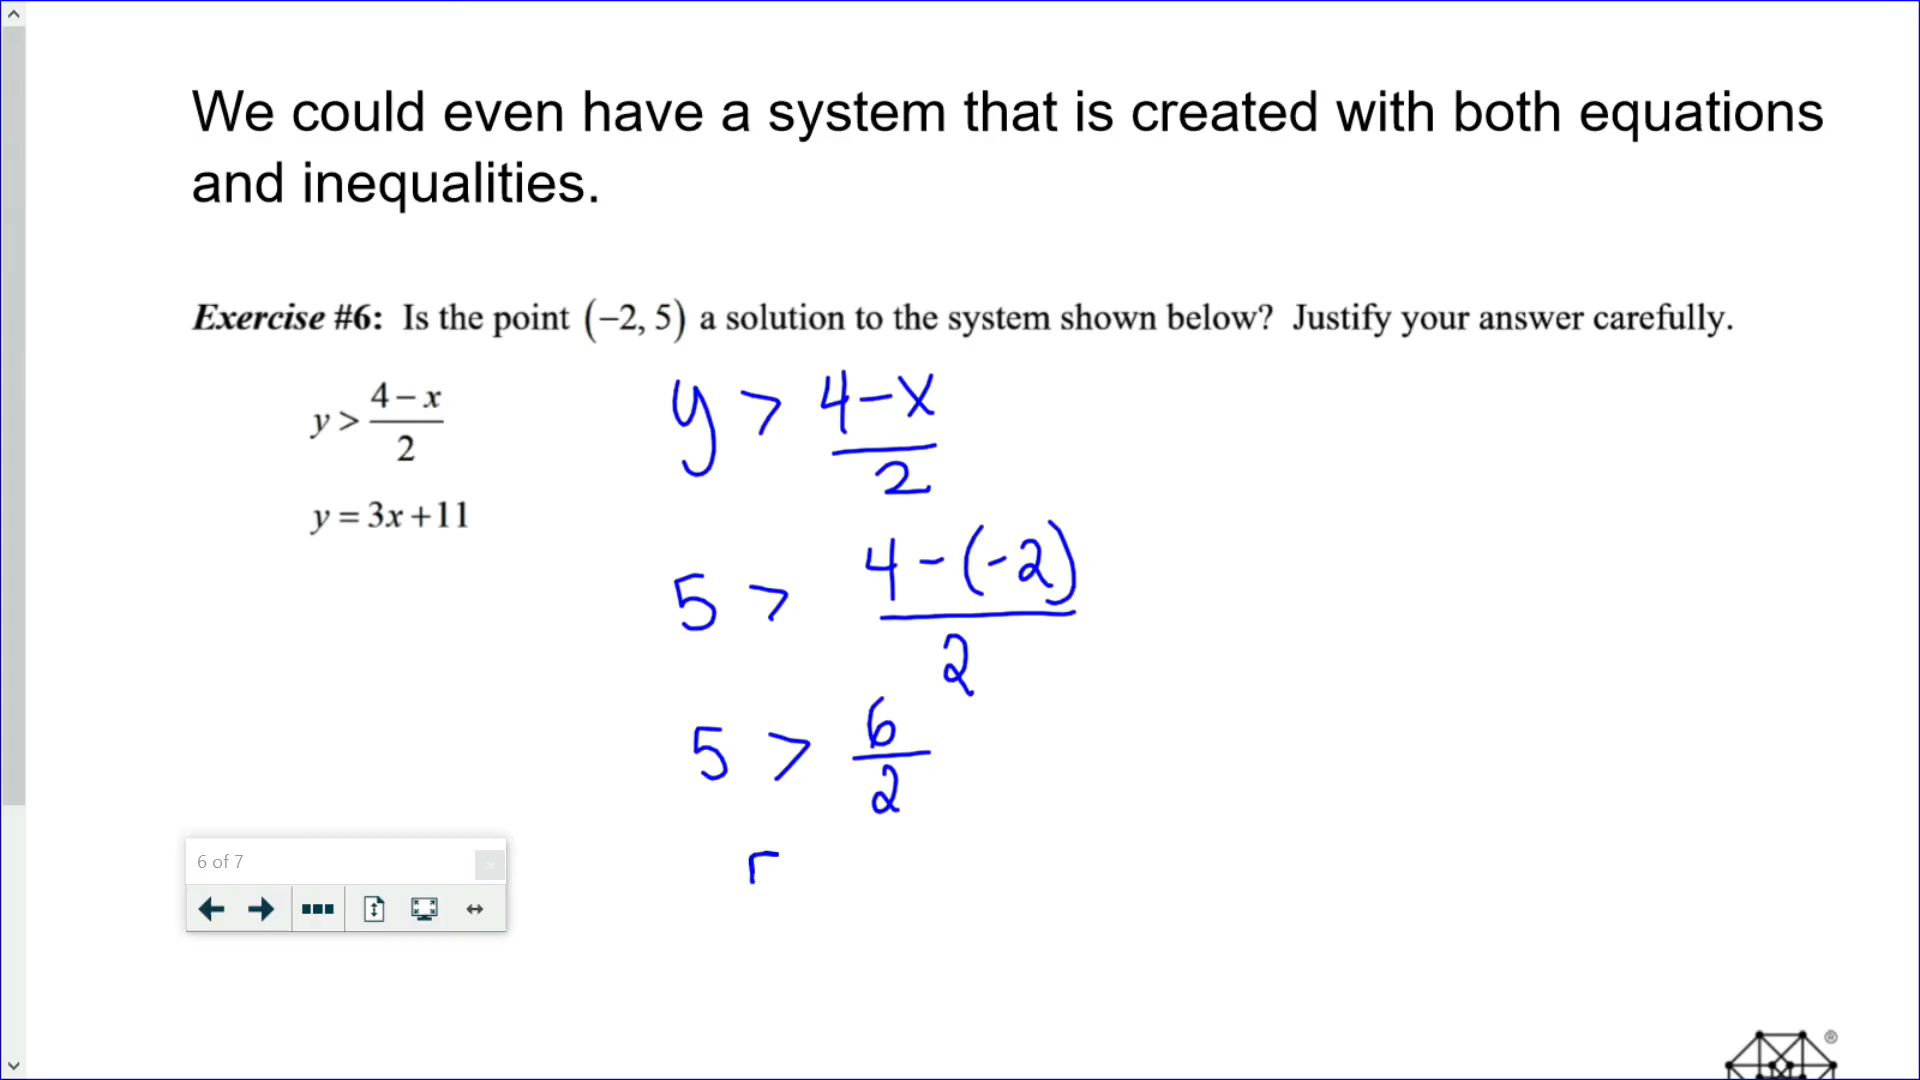 We could even have a system that is created with both equations
and inequalities.
Exercise #6: Is the point (−2, 5) a solution to the system shown below? Justify your answer carefully.
y > 4 − x / 2
y = 3x + 11
y > 4 − x / 2
5 > 4 − (−2) / 2
5 > 6 / 2
6 of 7
®